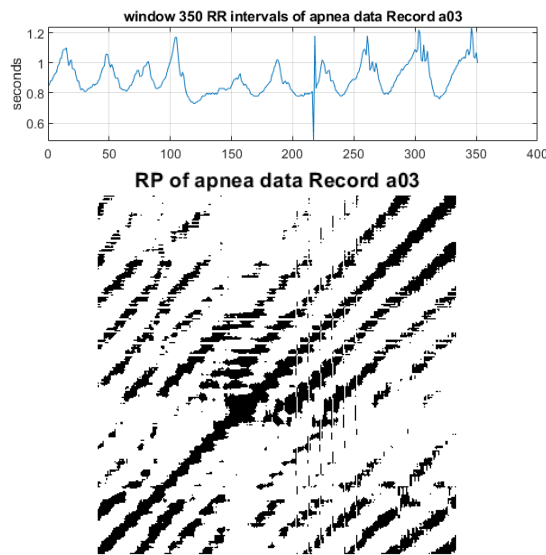 window 350 RR intervals of apnea data Record a03
seconds
1.2
1
0.8
0.6
0 50 100 150 200 250 300 350 400
RP of apnea data Record a03